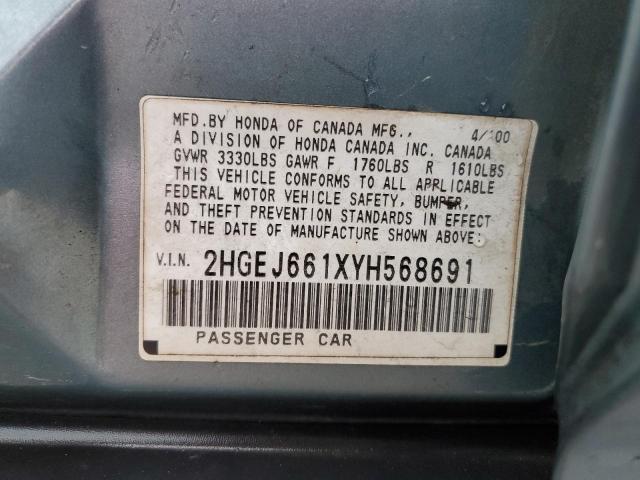 MFD.BY HONDA OF CANADA MFG., 4/00
A DIVISION OF HONDA CANADA INC. CANADA
GVWR 3330LBS GAWR F 1760LBS R 1610LBS
THIS VEHICLE CONFORMS TO ALL APPLICABLE
FEDERAL MOTOR VEHICLE SAFETY, BUMPER,
AND THEFT PREVENTION STANDARDS IN EFFECT
ON THE DATE OF MANUFACTURE SHOWN ABOVE.
V.I.N. 2HGEJ661XYH568691
PASSENGER CAR